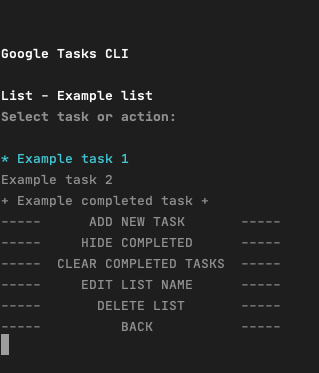 Google Tasks CLI
List - Example list
Select task or action:
* Example task 1
Example task 2
+ Example completed task +
----- ADD NEW TASK -----
----- HIDE COMPLETED -----
----- CLEAR COMPLETED TASKS -----
----- EDIT LIST NAME -----
----- DELETE LIST -----
----- BACK -----